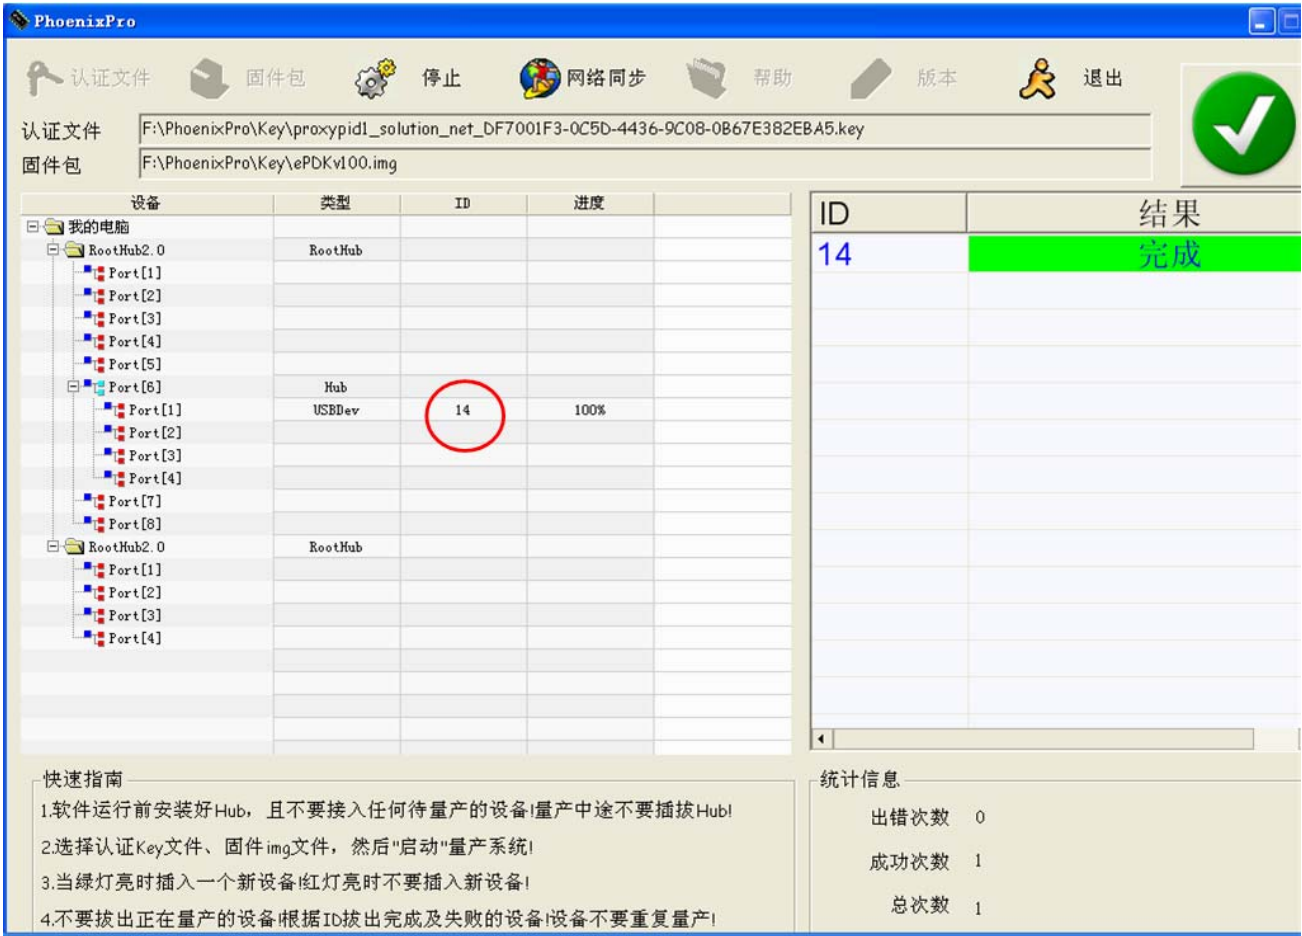 PhoenixPro
认证文件 固件包 停止 网络同步 帮助 版本 退出
认证文件 F:\PhoenixPro\Key\proxypid1_solution_net_DF7001F3-0C5D-4436-9C08-0B67E382EBA5.key
固件包 F:\PhoenixPro\Key\ePDKv100.img
设备 类型 ID 进度
我的电脑
RootHub2.0 RootHub
Port[1]
Port[2]
Port[3]
Port[4]
Port[5]
Port[6] Hub
Port[1] USBDev 14 100%
Port[2]
Port[3]
Port[4]
Port[7]
Port[8]
RootHub2.0 RootHub
Port[1]
Port[2]
Port[3]
Port[4]
ID 结果
14 完成
快速指南
1.软件运行前安装好Hub，且不要接入任何待量产的设备!量产中途不要插拔Hub!
2.选择认证Key文件、固件img文件，然后"启动"量产系统!
3.当绿灯亮时插入一个新设备!红灯亮时不要插入新设备!
4.不要拔出正在量产的设备!根据ID拔出完成及失败的设备!设备不要重复量产!
统计信息
出错次数 0
成功次数 1
总次数 1